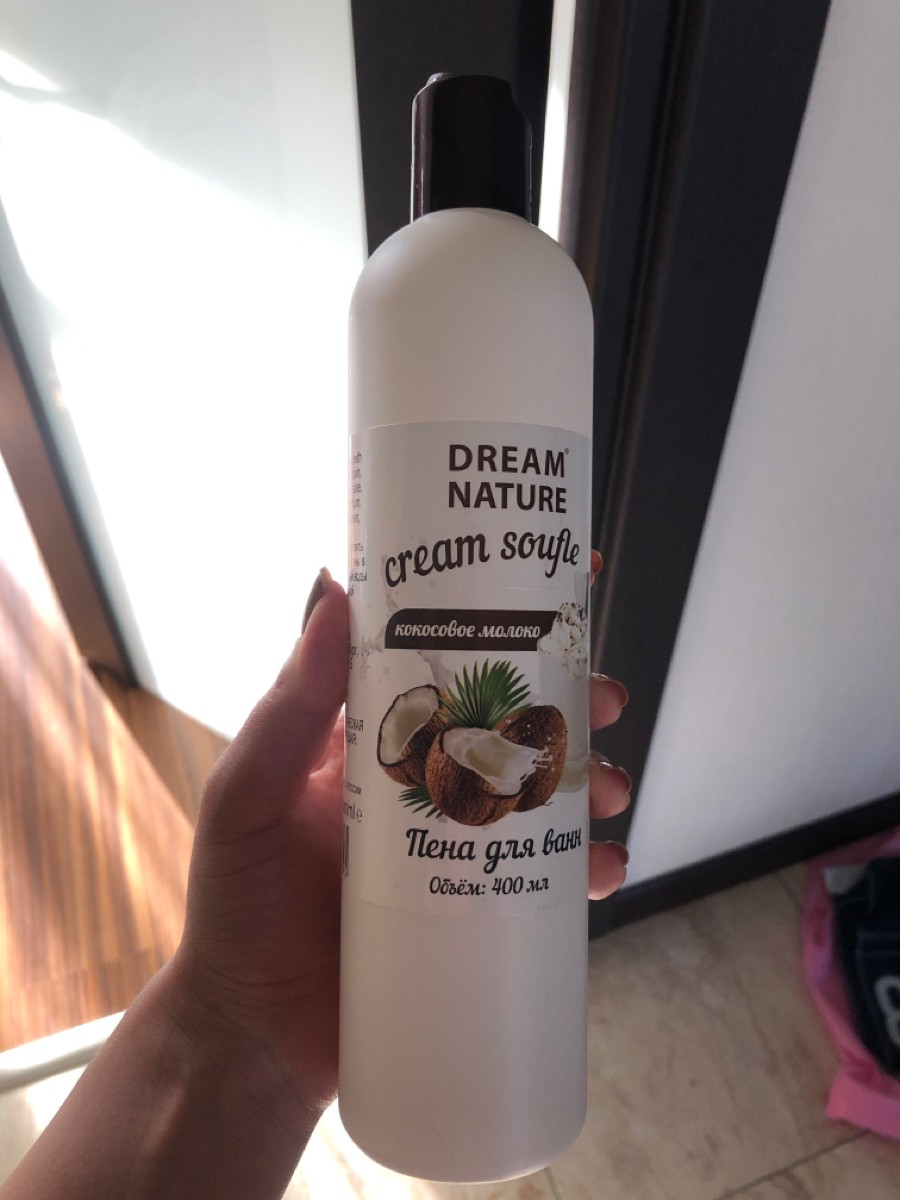 DREAM®
NATURE
cream soufle
кокосовое молоко
Пена для ванн
Объём: 400 мл